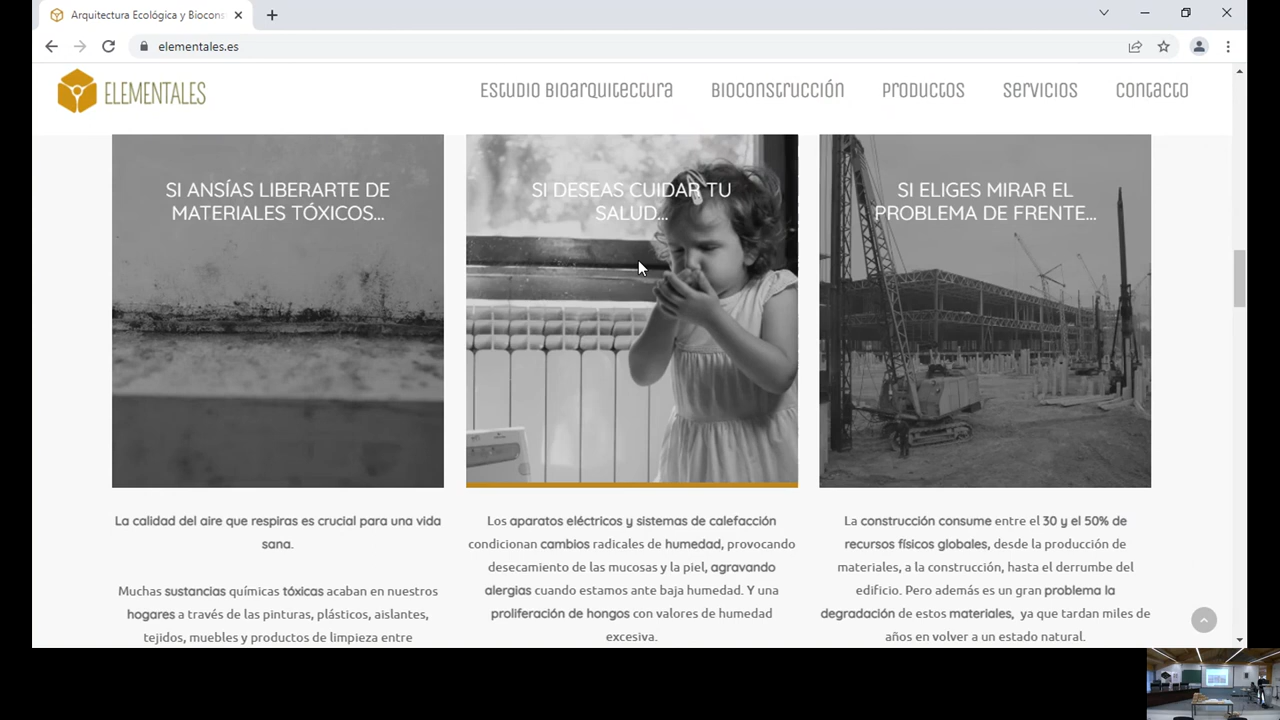 Arquitectura Ecológica y Biocons
elementales.es
ELEMENTALES
Estudio Bioarquitectura
Bioconstrucción
Productos
Servicios
Contacto
SI ANSÍAS LIBERARTE DE
MATERIALES TÓXICOS...
La calidad del aire que respiras es crucial para una vida
sana.
Muchas sustancias químicas tóxicas acaban en nuestros
hogares a través de las pinturas, plásticos, aislantes,
tejidos, muebles y productos de limpieza entre
SI DESEAS CUIDAR TU
SALUD...
Los aparatos eléctricos y sistemas de calefacción
condicionan cambios radicales de humedad, provocando
desecamiento de las mucosas y la piel, agravando
alergias cuando estamos ante baja humedad. Y una
proliferación de hongos con valores de humedad
excesiva.
SI ELIGES MIRAR EL
PROBLEMA DE FRENTE...
La construcción consume entre el 30 y el 50% de
recursos físicos globales, desde la producción de
materiales, a la construcción, hasta el derrumbe del
edificio. Pero además es un gran problema la
degradación de estos materiales, ya que tardan miles de
años en volver a un estado natural.